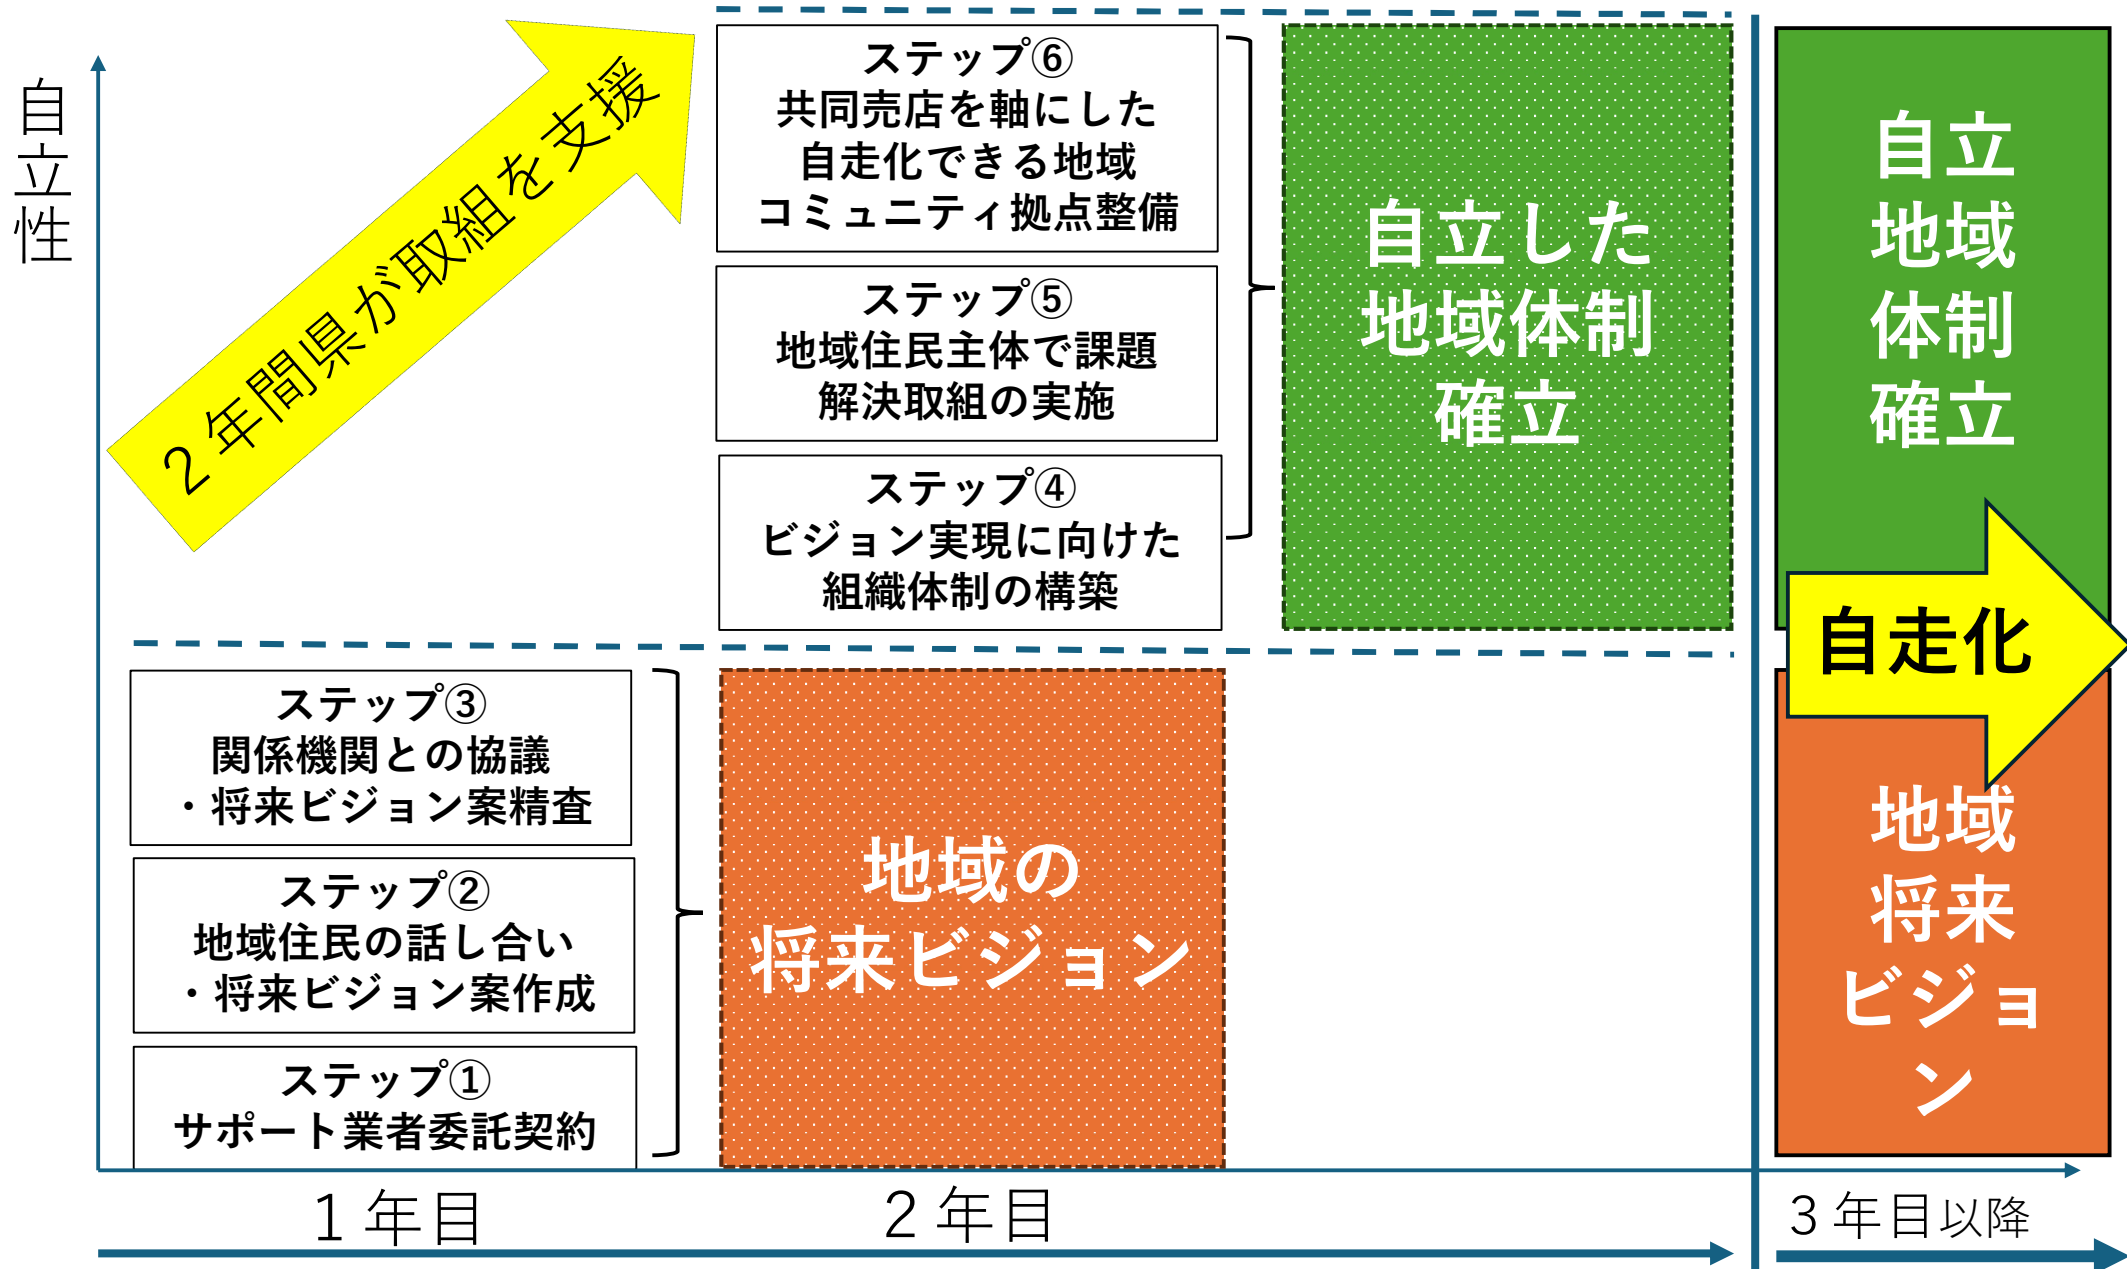 自立性
２年間県が取組を支援
ステップ⑥
共同売店を軸にした
自走化できる地域
コミュニティ拠点整備
ステップ⑤
地域住民主体で課題
解決取組の実施
ステップ④
ビジョン実現に向けた
組織体制の構築
自立した
地域体制
確立
自立
地域
体制
確立
自走化
ステップ③
関係機関との協議
・将来ビジョン案精査
ステップ②
地域住民の話し合い
・将来ビジョン案作成
ステップ①
サポート業者委託契約
地域の
将来ビジョン
地域
将来
ビジョ
ン
１年目
２年目
３年目以降